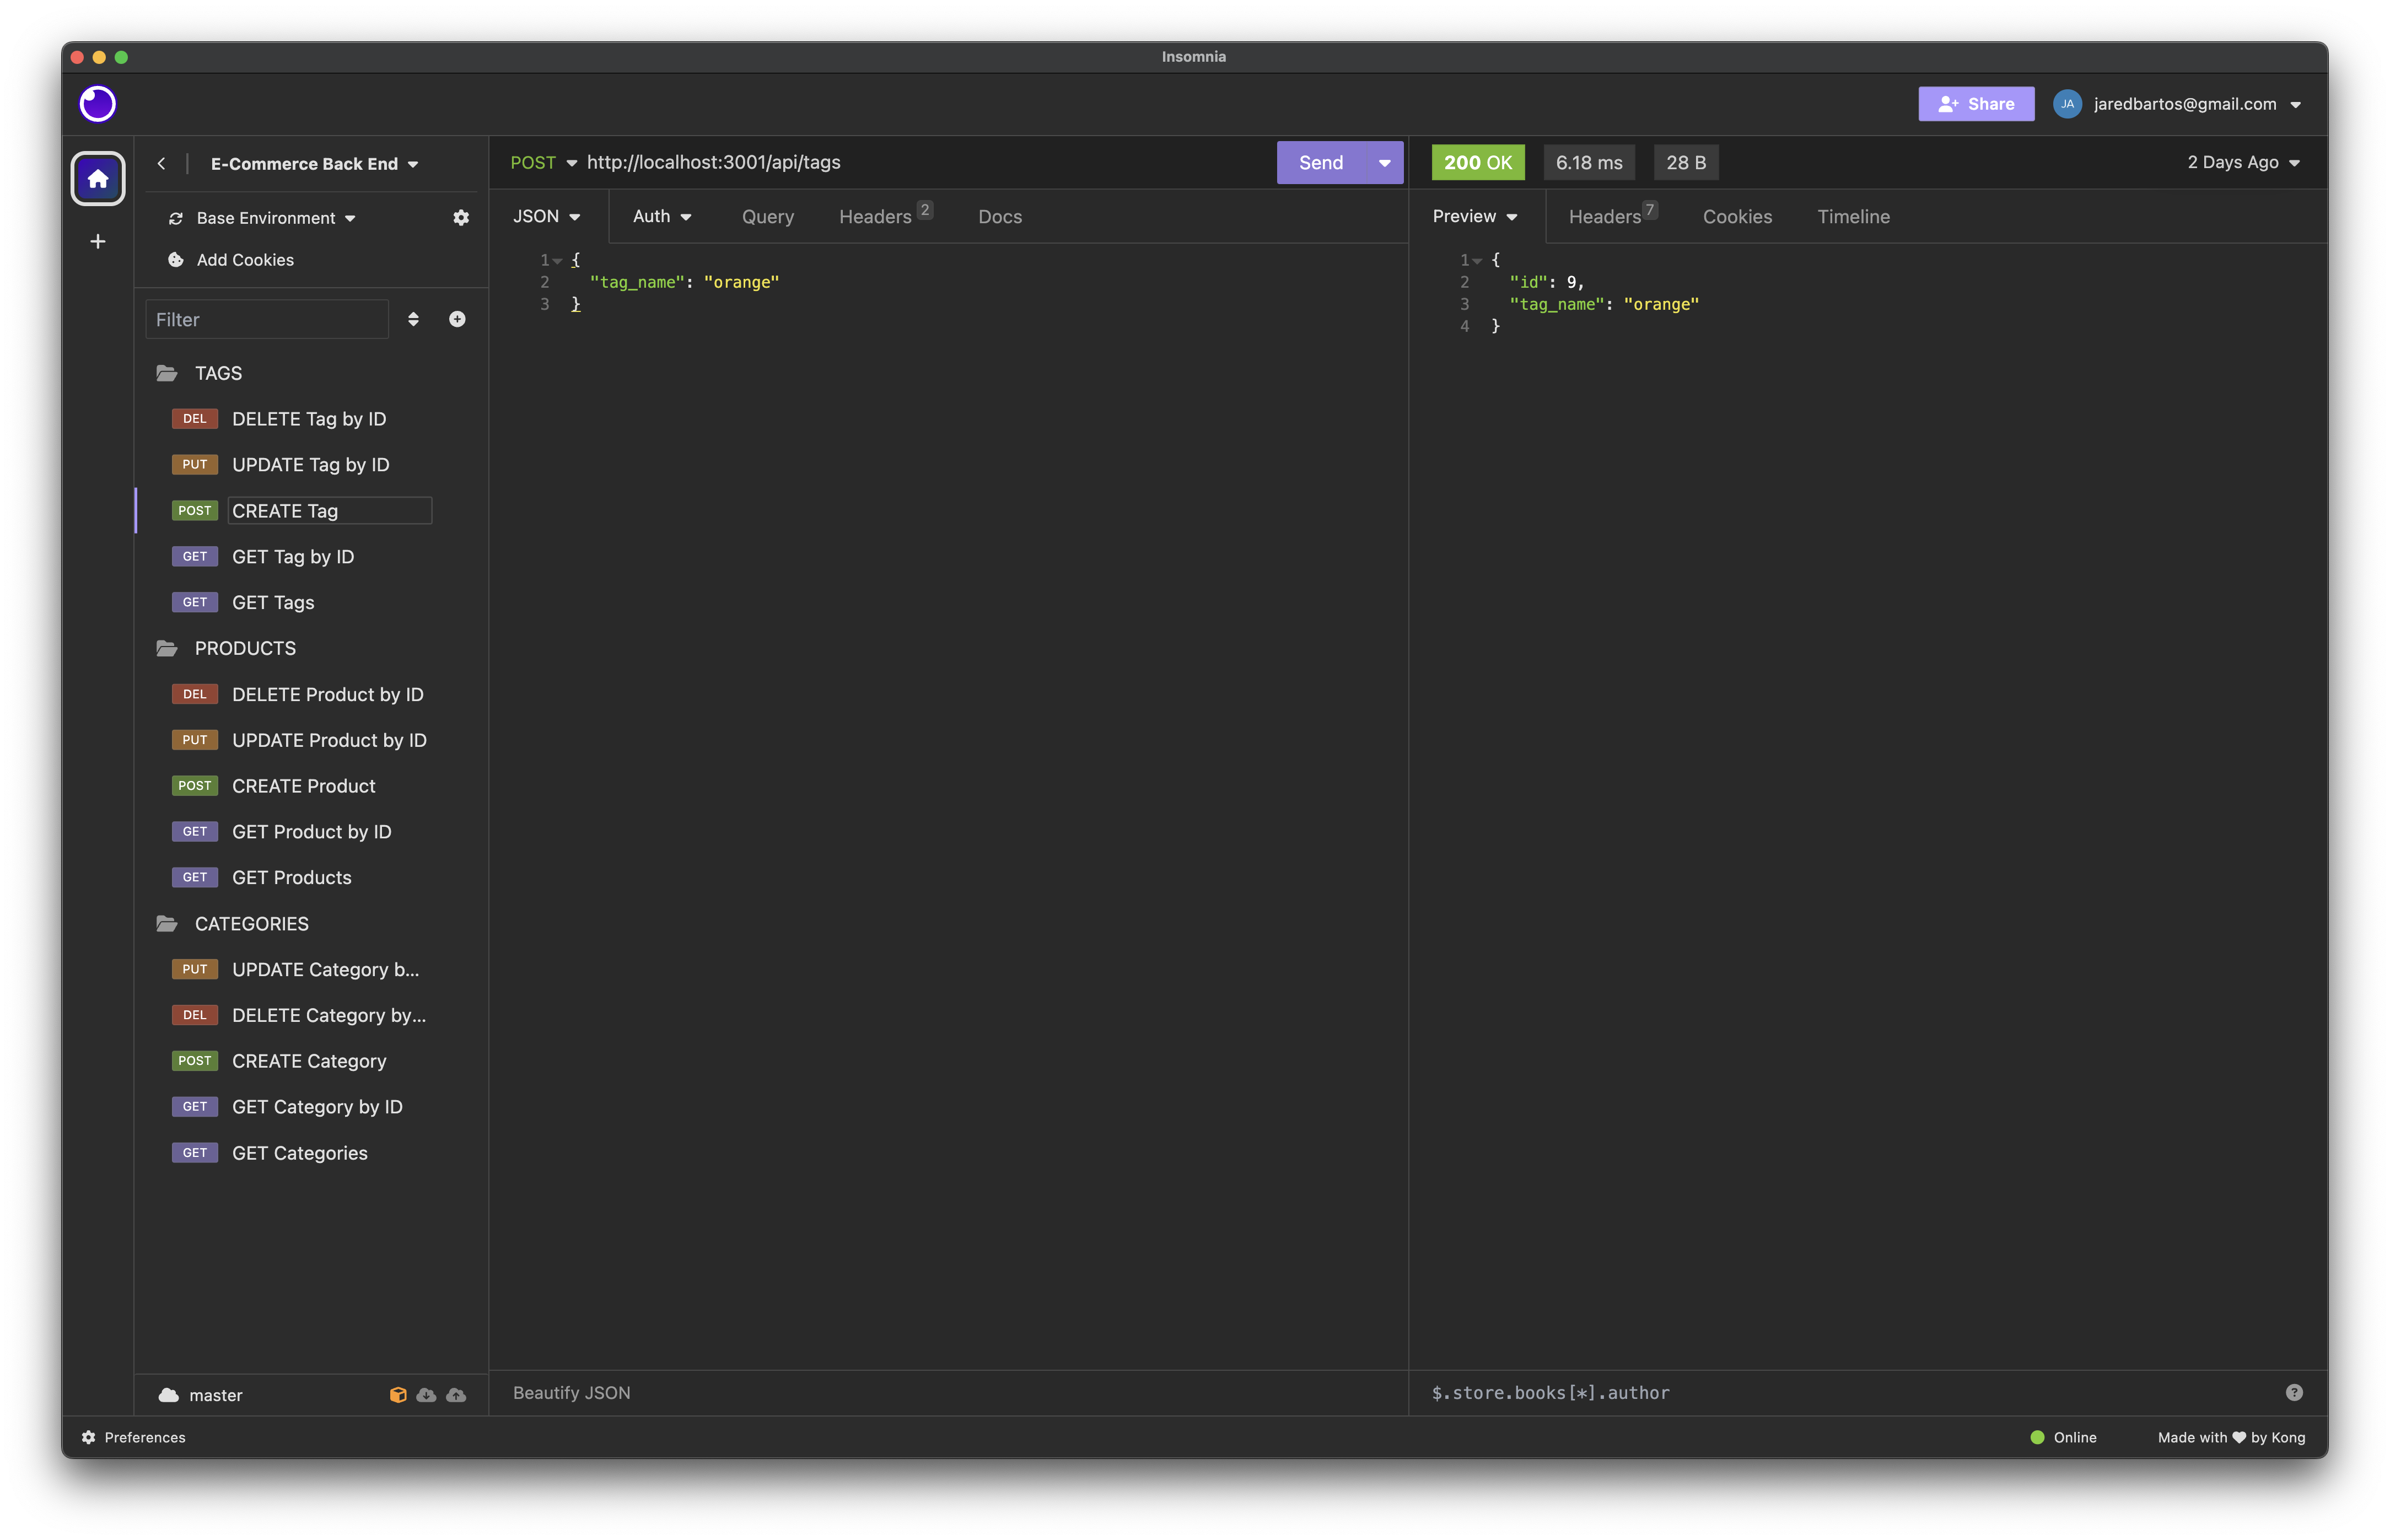 Insomnia
Share
JA
jaredbartos@gmail.com
E-Commerce Back End
Base Environment
Add Cookies
Filter
TAGS
DEL DELETE Tag by ID
PUT UPDATE Tag by ID
POST CREATE Tag
GET GET Tag by ID
GET GET Tags
PRODUCTS
DEL DELETE Product by ID
PUT UPDATE Product by ID
POST CREATE Product
GET GET Product by ID
GET GET Products
CATEGORIES
PUT UPDATE Category b...
DEL DELETE Category by...
POST CREATE Category
GET GET Category by ID
GET GET Categories
master
POST http://localhost:3001/api/tags Send
JSON Auth Query Headers 2 Docs
1 {
2 "tag_name": "orange"
3 }
Beautify JSON
200 OK 6.18 ms 28 B 2 Days Ago
Preview Headers 7 Cookies Timeline
1 {
2 "id": 9,
3 "tag_name": "orange"
4 }
$.store.books[*].author
?
Preferences
Online
Made with ♥ by Kong